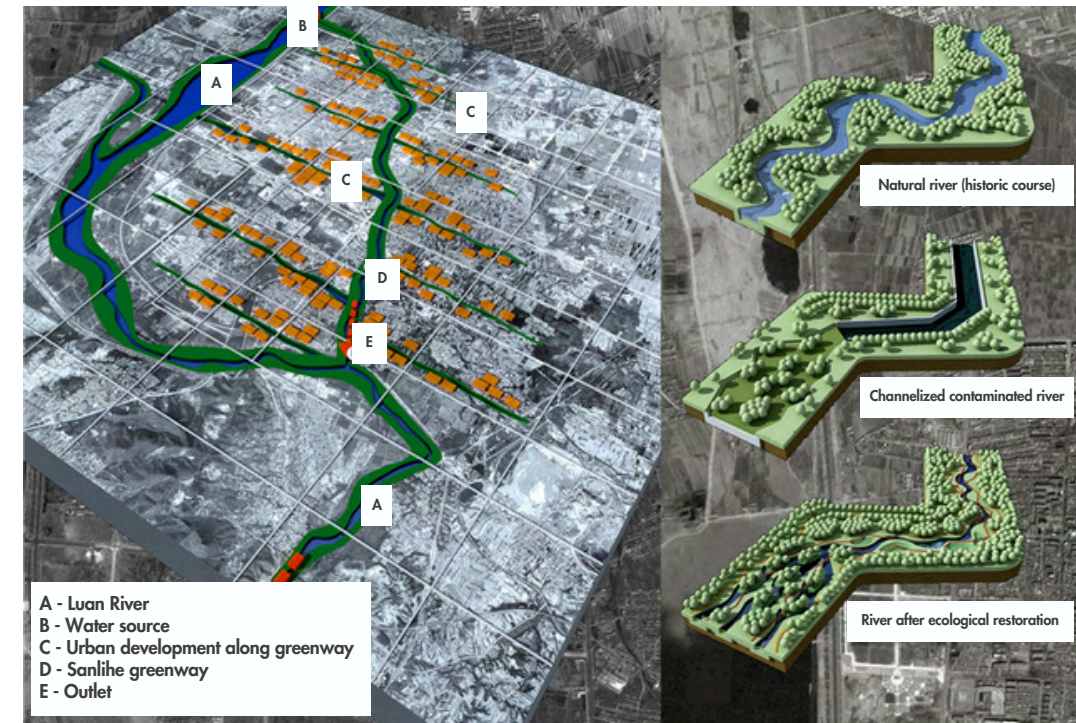 B
A
C
C
D
E
A
A - Luan River
B - Water source
C - Urban development along greenway
D - Sanlihe greenway
E - Outlet
Natural river (historic course)
Channelized contaminated river
River after ecological restoration